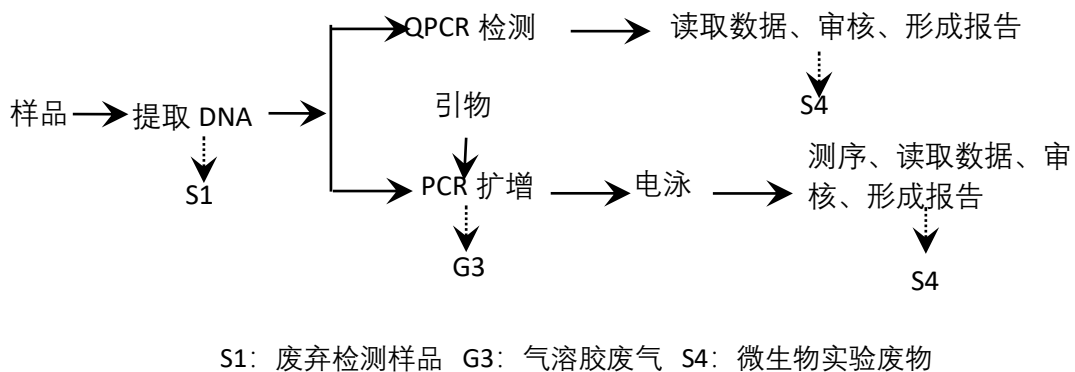 QPCR 检测
读取数据、审核、形成报告
样品
提取 DNA
引物
S4
S1
PCR 扩增
电泳
测序、读取数据、审
核、形成报告
G3
S4
S1：废弃检测样品 G3：气溶胶废气 S4：微生物实验废物